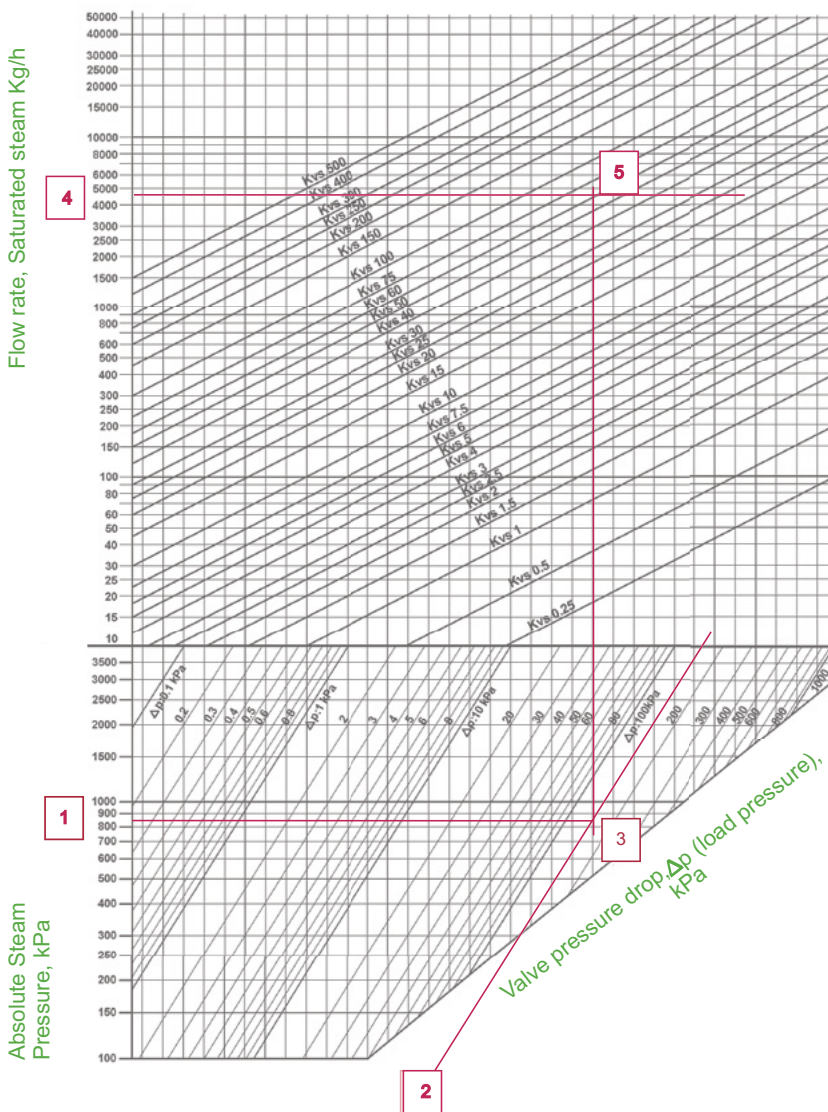 Flow rate, Saturated steam Kg/h
50000
40000
30000
25000
20000
15000
10000
8000
6000
5000
4000
3000
2500
2000
1500
1000
800
600
500
400
300
250
200
150
100
80
60
50
40
30
25
20
15
10
4
5
Kvs 500
Kvs 400
Kvs 300
Kvs 250
Kvs 200
Kvs 150
Kvs 100
Kvs 75
Kvs 60
Kvs 50
Kvs 40
Kvs 30
Kvs 25
Kvs 20
Kvs 15
Kvs 10
Kvs 7.5
Kvs 6
Kvs 5
Kvs 4
Kvs 3
Kvs 2.5
Kvs 2
Kvs 1.5
Kvs 1
Kvs 0.5
Kvs 0.25
Absolute Steam
Pressure, kPa
3500
3000
2500
2000
1500
1000
900
800
700
600
500
400
300
250
200
150
100
Δp:0.1 kPa
0.2
0.3
0.4
0.5
0.6
0.8
Δp:1 kPa
2
3
4
5
6
8
Δp:10 kPa
20
30
40
50
60
80
Δp:100kPa
200
300
400
500
600
800
1000
1
3
2
Valve pressure drop,Δp (load pressure),
kPa